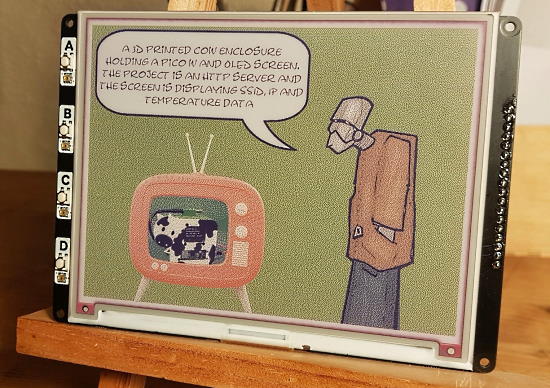 A 3D PRINTED COW ENCLOSURE
HOLDING A PICO W AND OLED SCREEN.
THE PROJECT IS AN HTTP SERVER AND
THE SCREEN IS DISPLAYING SSID, IP AND
TEMPERATURE DATA
A
B
C
D